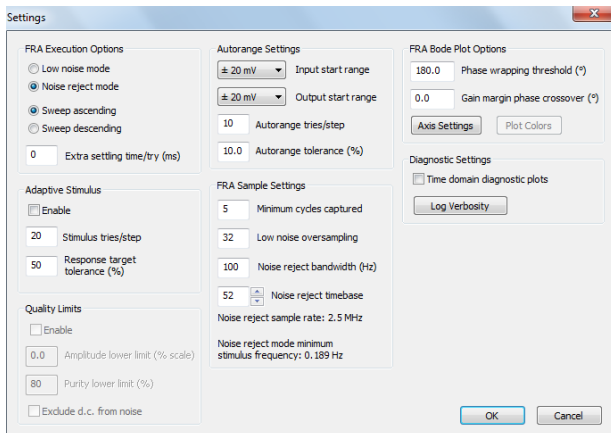 Settings
FRA Execution Options
Low noise mode
Noise reject mode
Sweep ascending
Sweep descending
0 Extra settling time/try (ms)
Adaptive Stimulus
Enable
20 Stimulus tries/step
50 Response target
tolerance (%)
Quality Limits
Enable
0.0 Amplitude lower limit (% scale)
80 Purity lower limit (%)
Exclude d.c. from noise
Autorange Settings
± 20 mV Input start range
± 20 mV Output start range
10 Autorange tries/step
10.0 Autorange tolerance (%)
FRA Sample Settings
5 Minimum cycles captured
32 Low noise oversampling
100 Noise reject bandwidth (Hz)
52 Noise reject timebase
Noise reject sample rate: 2.5 MHz
Noise reject mode minimum
stimulus frequency: 0.189 Hz
FRA Bode Plot Options
180.0 Phase wrapping threshold (°)
0.0 Gain margin phase crossover (°)
Axis Settings Plot Colors
Diagnostic Settings
Time domain diagnostic plots
Log Verbosity
OK Cancel